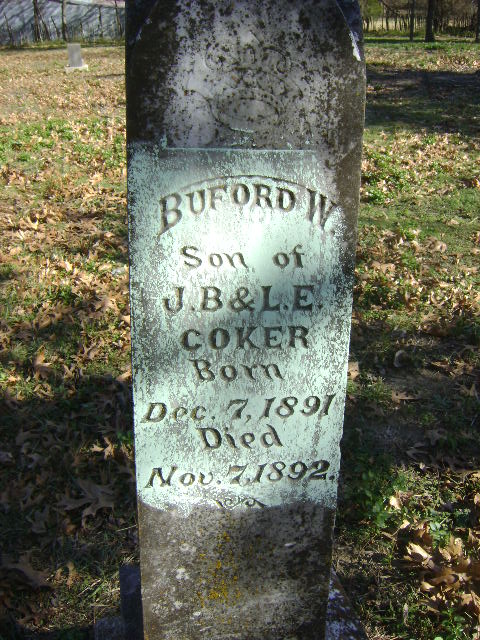 BUFORD W.
Son of
J.B & L.E.
COKER
Born
Dec. 7, 1891
Died
Nov. 7. 1892.